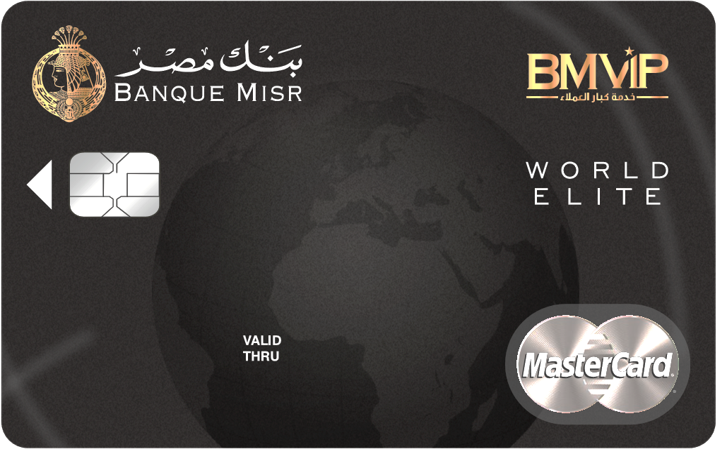 بنك مصر
BANQUE MISR
BMVIP
خدمة كبار العملاء
WORLD
ELITE
VALID
THRU
MasterCard